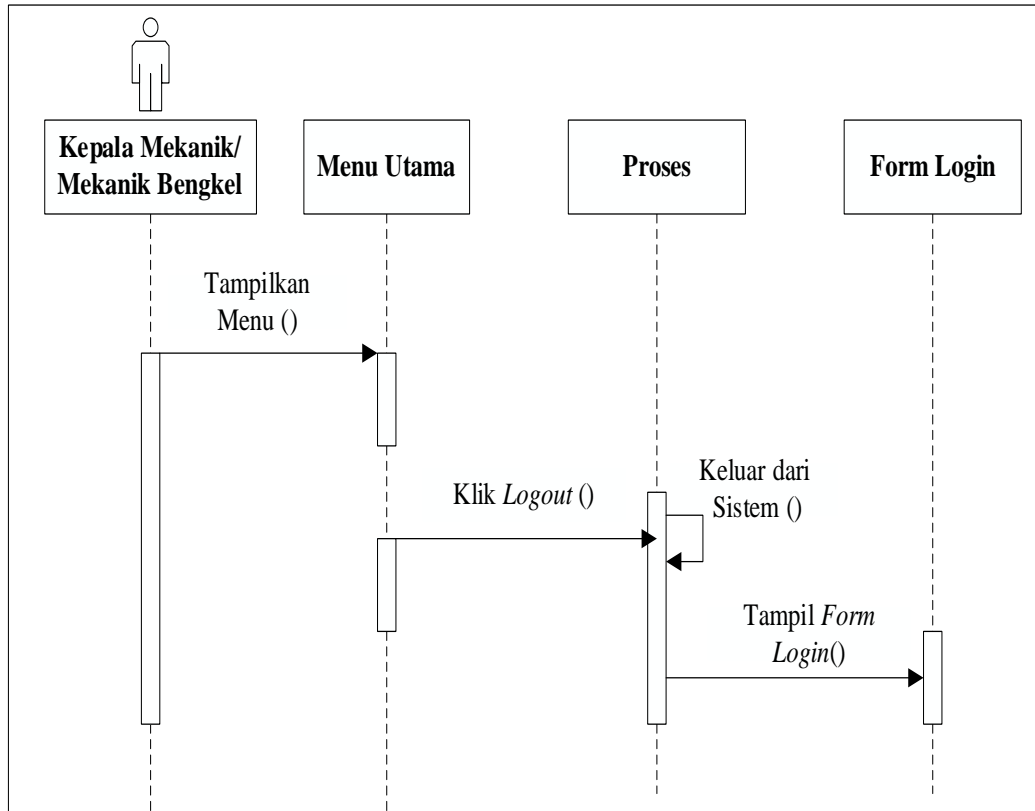 Kepala Mekanik/
Mekanik Bengkel
Menu Utama
Proses
Form Login
Tampilkan
Menu ()
Klik Logout ()
Keluar dari
Sistem ()
Tampil Form
Login()